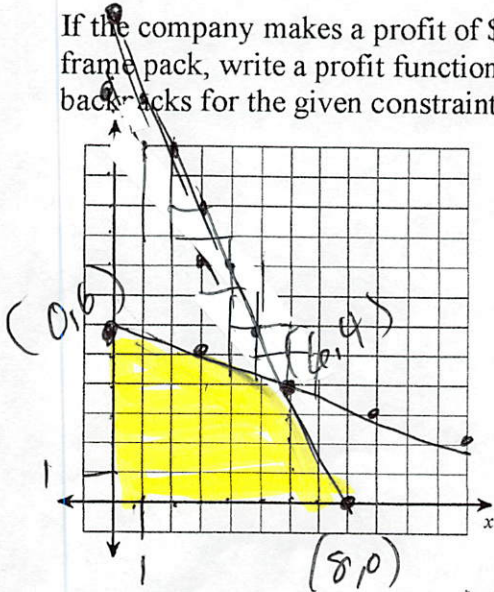 If the company makes a profit of $
frame pack, write a profit function
backpacks for the given constraint
(0,6)
(6,4)
1
x
1
(8,0)